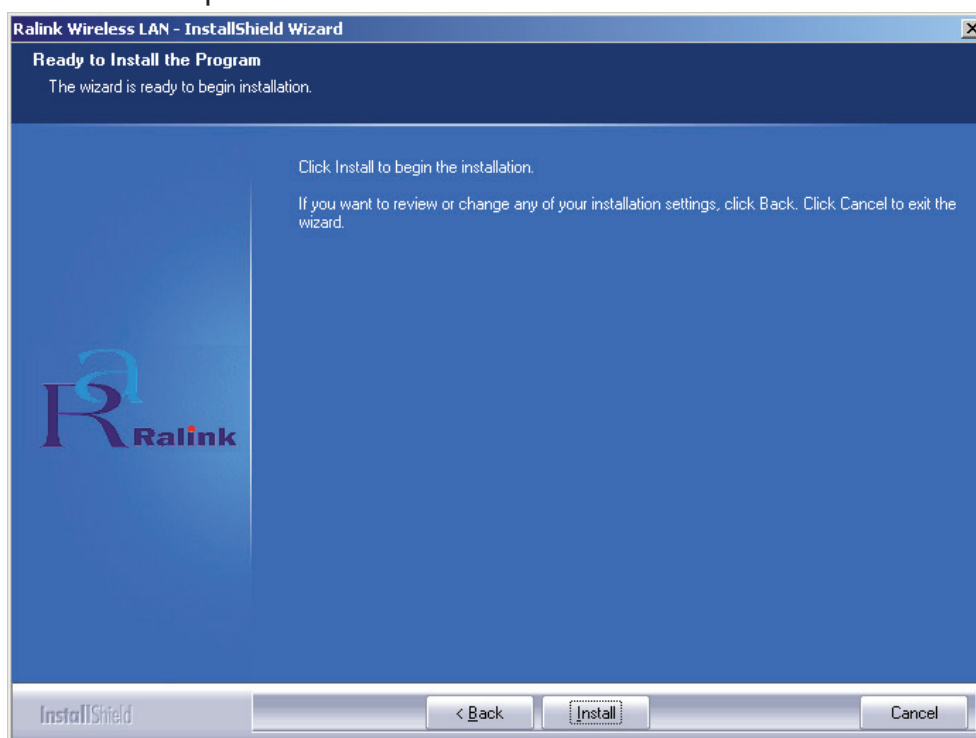 Ralink Wireless LAN - InstallShield Wizard
Ready to Install the Program
The wizard is ready to begin installation.
Click Install to begin the installation.
If you want to review or change any of your installation settings, click Back. Click Cancel to exit the
wizard.
Ra
Ralink
InstallShield
< Back
Install
Cancel